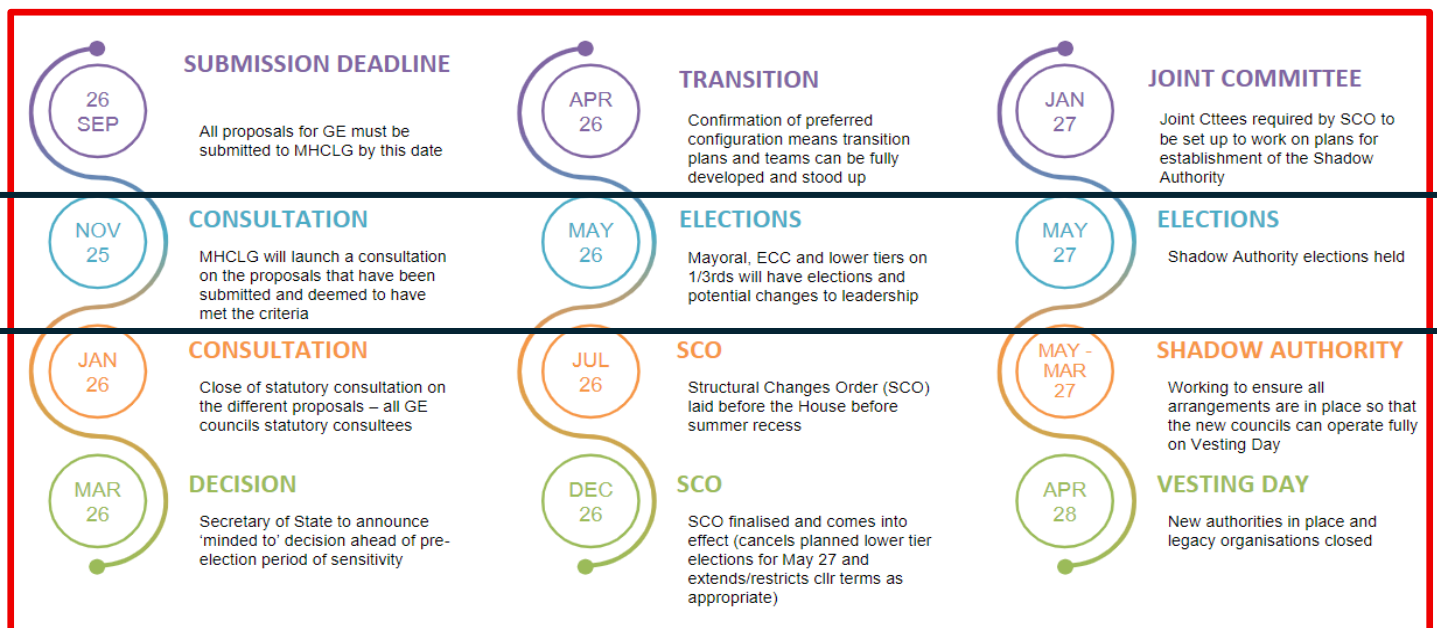 26
SEP
SUBMISSION DEADLINE
All proposals for GE must be
submitted to MHCLG by this date
NOV
25
CONSULTATION
MHCLG will launch a consultation
on the proposals that have been
submitted and deemed to have
met the criteria
JAN
26
CONSULTATION
Close of statutory consultation on
the different proposals – all GE
councils statutory consultees
MAR
26
DECISION
Secretary of State to announce
‘minded to’ decision ahead of pre-
election period of sensitivity
APR
26
TRANSITION
Confirmation of preferred
configuration means transition
plans and teams can be fully
developed and stood up
MAY
26
ELECTIONS
Mayoral, ECC and lower tiers on
1/3rds will have elections and
potential changes to leadership
JUL
26
SCO
Structural Changes Order (SCO)
laid before the House before
summer recess
DEC
26
SCO
SCO finalised and comes into
effect (cancels planned lower tier
elections for May 27 and
extends/restricts cllr terms as
appropriate)
JAN
27
JOINT COMMITTEE
Joint Cttees required by SCO to
be set up to work on plans for
establishment of the Shadow
Authority
MAY
27
ELECTIONS
Shadow Authority elections held
MAY -
MAR
27
SHADOW AUTHORITY
Working to ensure all
arrangements are in place so that
the new councils can operate fully
on Vesting Day
APR
28
VESTING DAY
New authorities in place and
legacy organisations closed